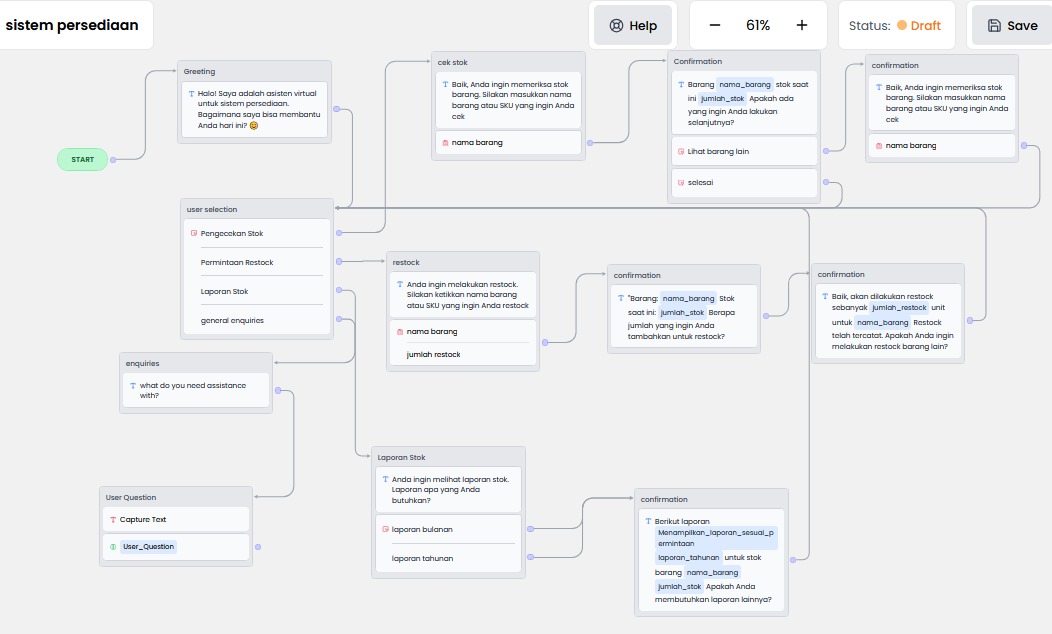 sistem persediaan
Help
61%
Status: Draft
Save
START
Greeting
Halo! Saya adalah asisten virtual
untuk sistem persediaan.
Bagaimana saya bisa membantu
Anda hari ini? 😊
cek stok
Baik, Anda ingin memeriksa stok
barang. Silakan masukkan nama
barang atau SKU yang ingin Anda
cek
nama barang
Confirmation
Barang nama_barang stok saat
ini jumlah_stok Apakah ada
yang ingin Anda lakukan
selanjutnya?
Lihat barang lain
selesai
confirmation
Baik, Anda ingin memeriksa stok
barang. Silakan masukkan nama
barang atau SKU yang ingin Anda
cek
nama barang
user selection
Pengecekan Stok
Permintaan Restock
Laporan Stok
general enquiries
restock
Anda ingin melakukan restock.
Silakan ketikkan nama barang
atau SKU yang ingin Anda restock
nama barang
jumlah restock
confirmation
"Barang: nama_barang Stok
saat ini: jumlah_stok Berapa
jumlah yang ingin Anda
tambahkan untuk restock?
confirmation
Baik, akan dilakukan restock
sebanyak jumlah_restock unit
untuk nama_barang Restock
telah tercatat. Apakah Anda ingin
melakukan restock barang lain?
enquiries
what do you need assistance
with?
User Question
Capture Text
User_Question
Laporan Stok
Anda ingin melihat laporan stok.
Laporan apa yang Anda
butuhkan?
laporan bulanan
laporan tahunan
confirmation
Berikut laporan
Menampilkan_laporan_sesuai_p
ermintaan
laporan_tahunan untuk stok
barang nama_barang
jumlah_stok Apakah Anda
membutuhkan laporan lainnya?